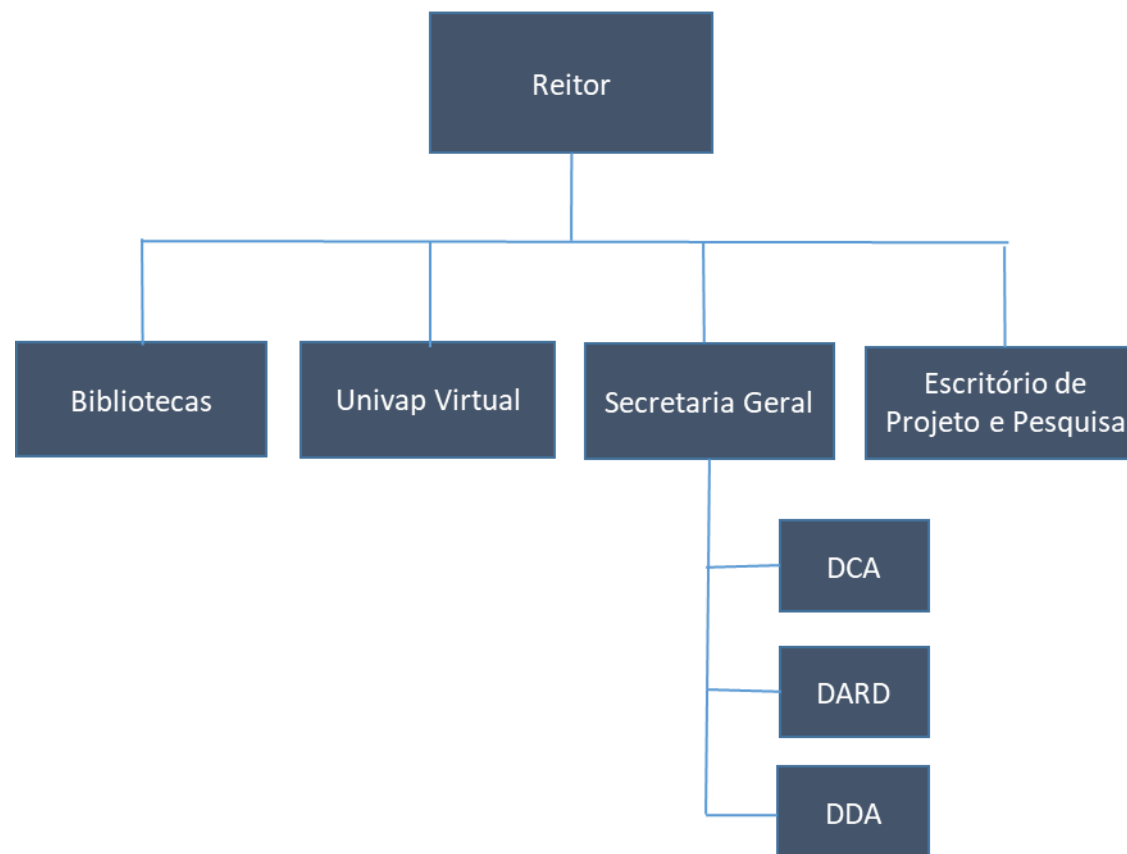 Reitor
Bibliotecas
Univap Virtual
Secretaria Geral
Escritório de
Projeto e Pesquisa
DCA
DARD
DDA